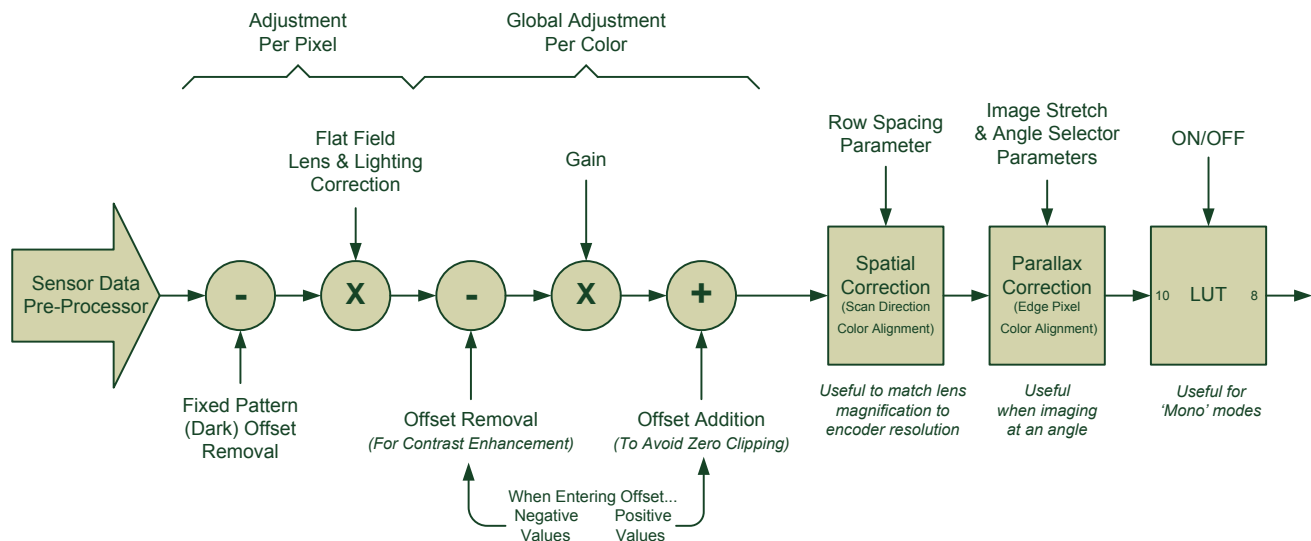 Adjustment
Per Pixel
Global Adjustment
Per Color
Flat Field
Lens & Lighting
Correction
Gain
Row Spacing
Parameter
Image Stretch
& Angle Selector
Parameters
ON/OFF
Sensor Data
Pre-Processor
-
X
-
X
+
Spatial
Correction
(Scan Direction
Color Alignment)
Parallax
Correction
(Edge Pixel
Color Alignment)
10 LUT 8
Fixed Pattern
(Dark) Offset
Removal
Offset Removal
(For Contrast Enhancement)
Offset Addition
(To Avoid Zero Clipping)
Useful to match lens
magnification to
encoder resolution
Useful
when imaging
at an angle
Useful for
‘Mono’ modes
When Entering Offset...
Negative
Values
Positive
Values